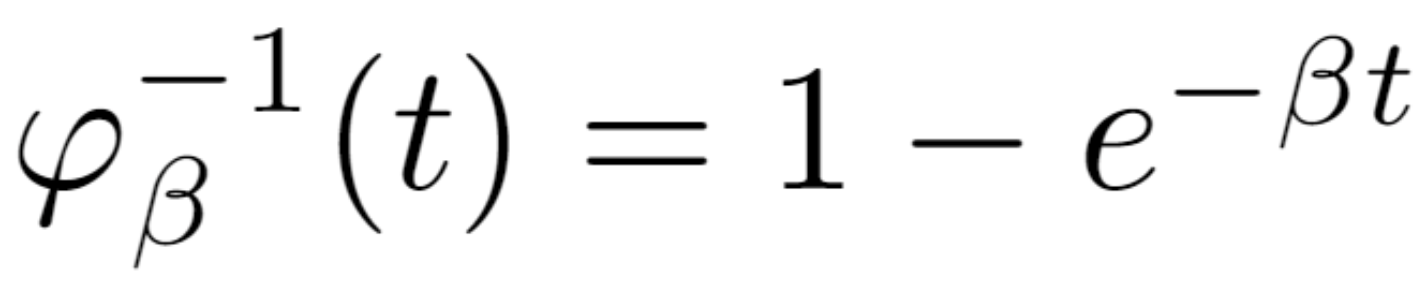 φ_β^{-1}(t) = 1 − e^{−βt}